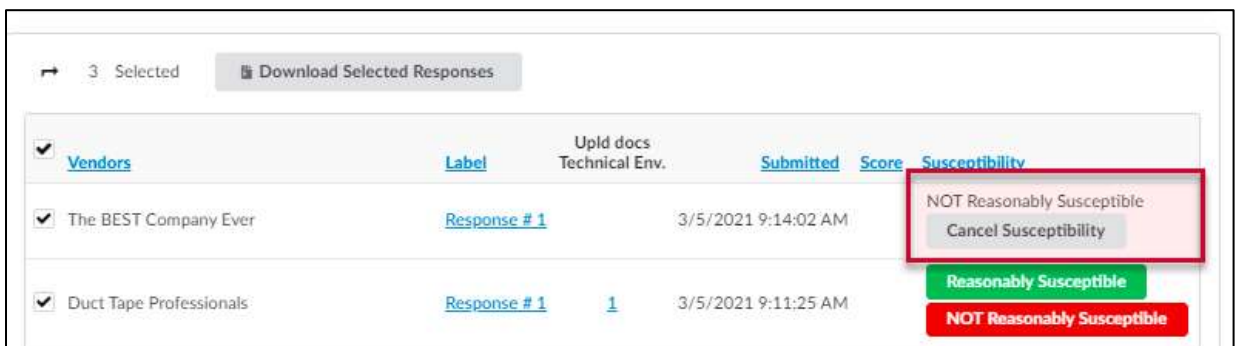 3 Selected Download Selected Responses
Upld docs
Vendors Label Technical Env. Submitted Score Susceptibility
The BEST Company Ever Response # 1 3/5/2021 9:14:02 AM NOT Reasonably Susceptible
Cancel Susceptibility
Duct Tape Professionals Response # 1 1 3/5/2021 9:11:25 AM Reasonably Susceptible
NOT Reasonably Susceptible